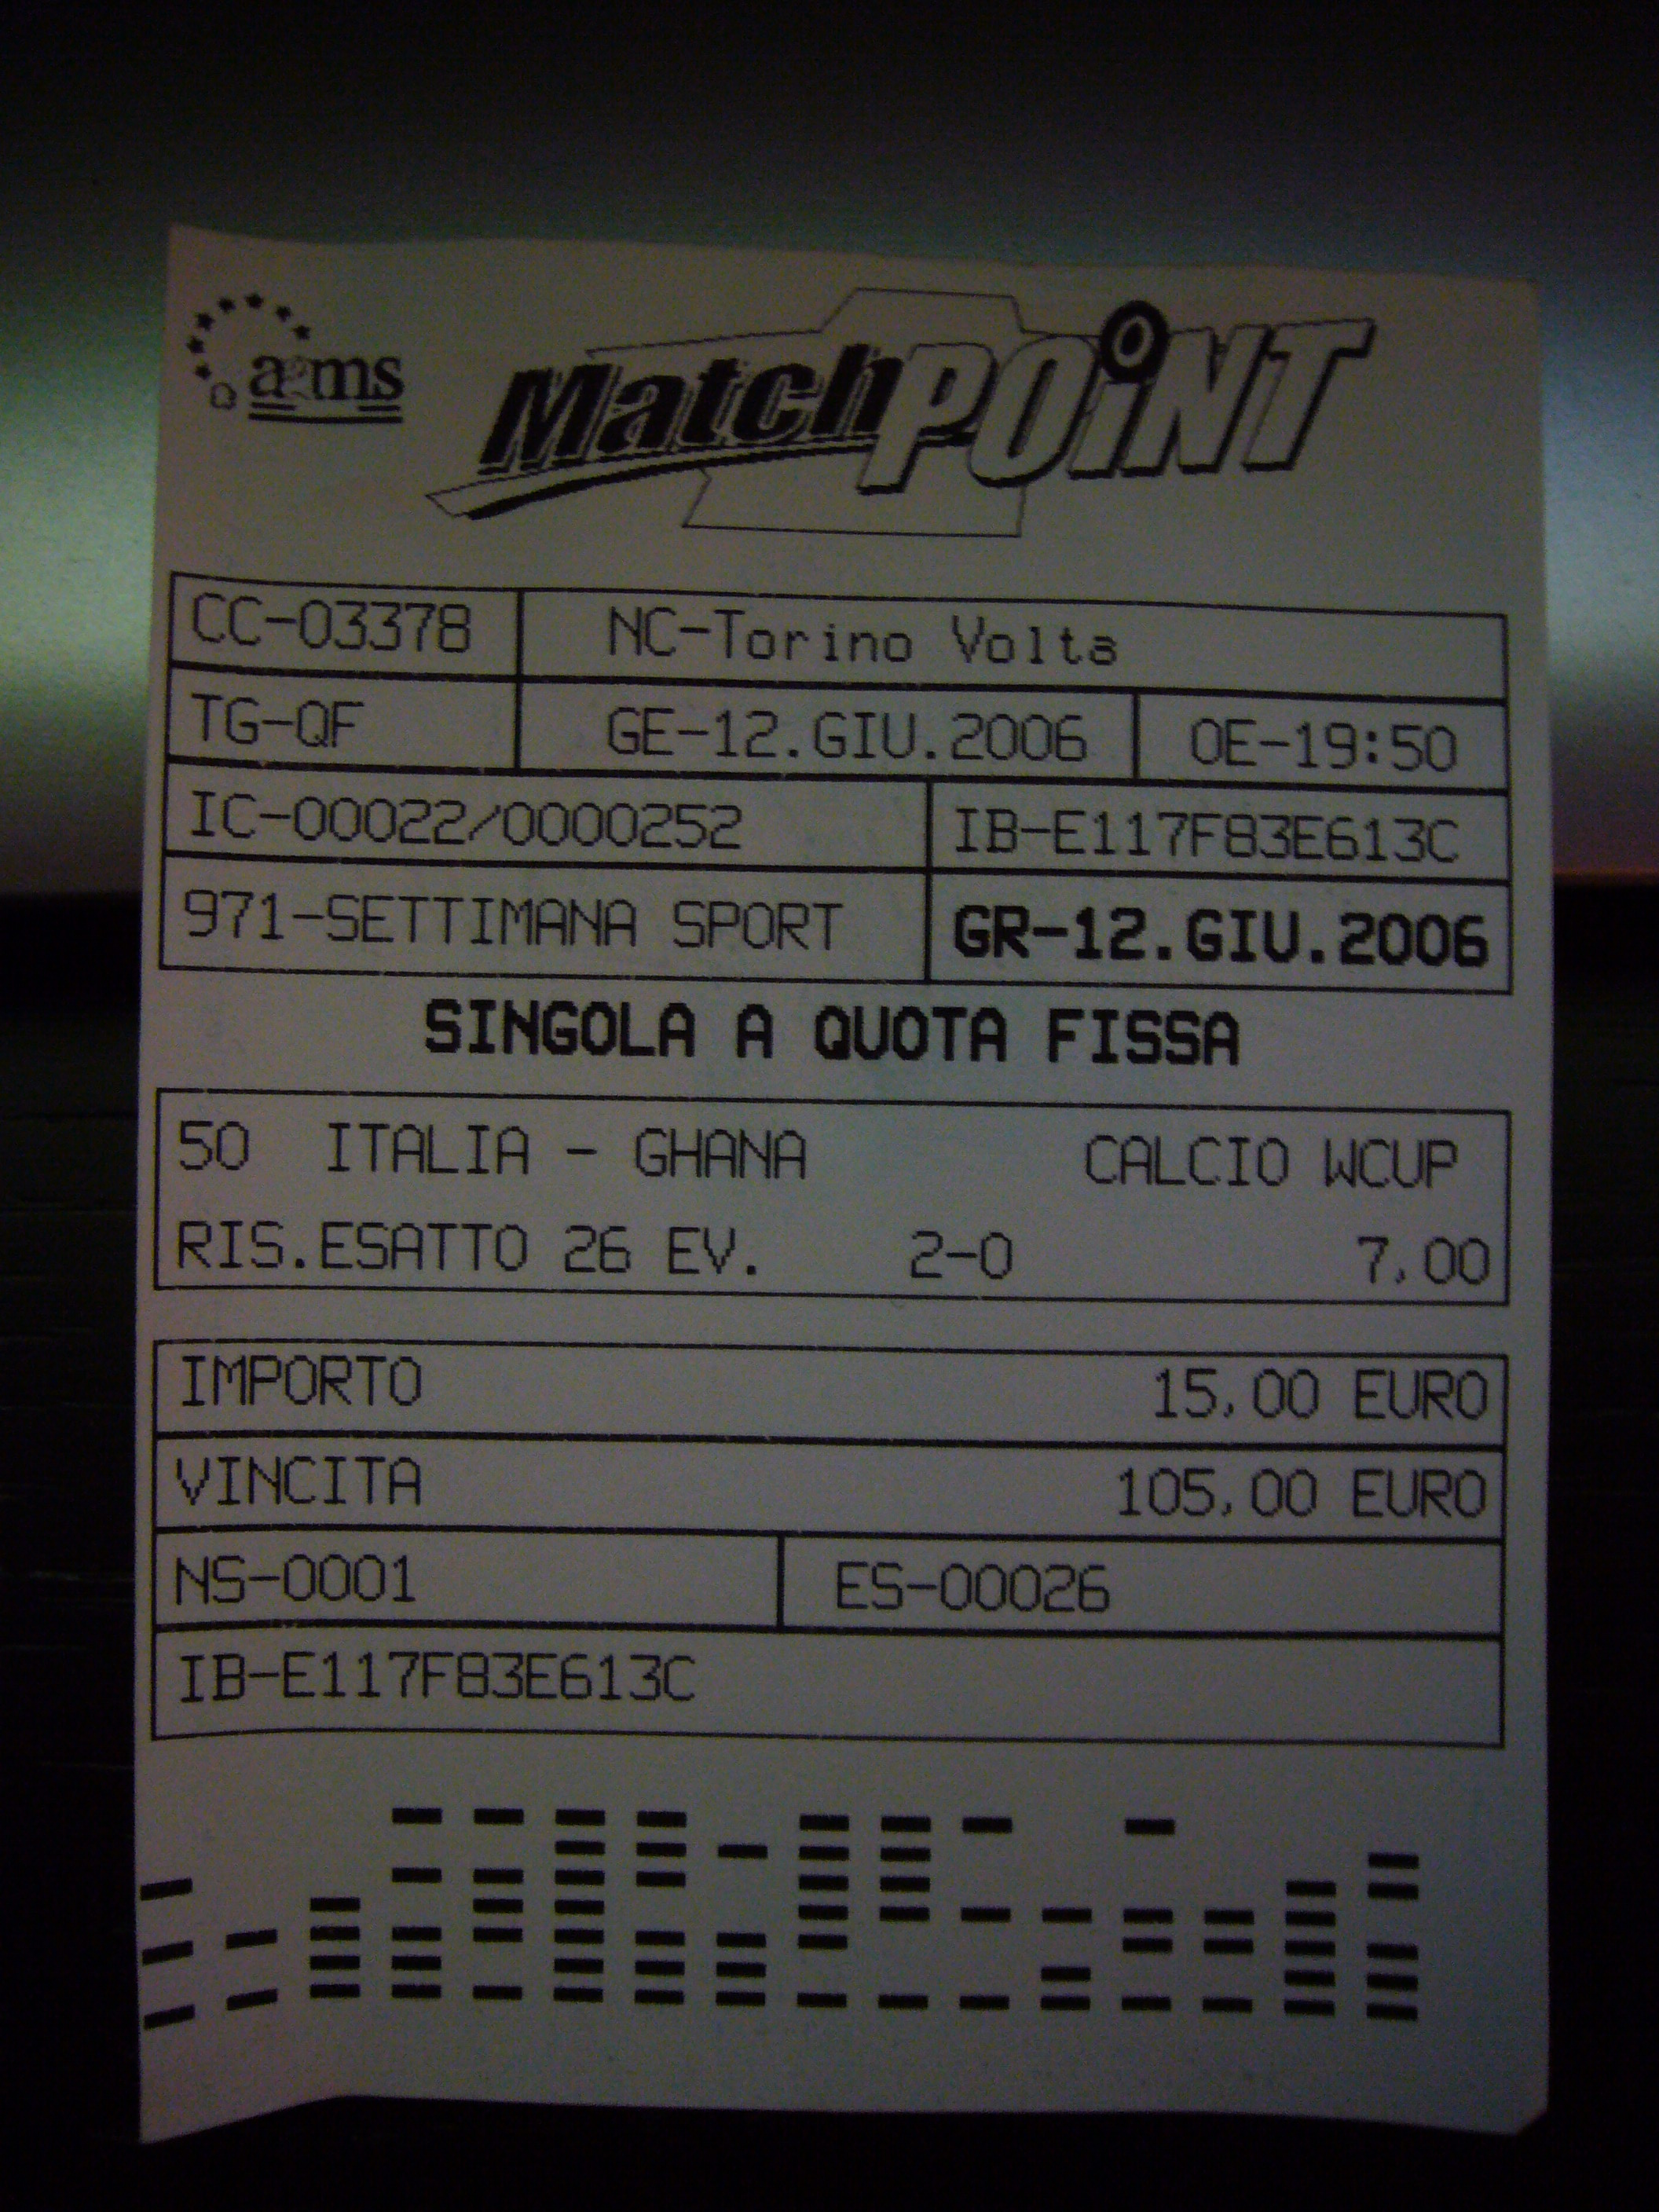 aams MatchPOiNT
CC-03378 NC-Torino Volta
TG-QF GE-12.GIU.2006 OE-19:50
IC-00022/0000252 IB-E117F83E613C
971-SETTIMANA SPORT GR-12.GIU.2006
SINGOLA A QUOTA FISSA
50 ITALIA - GHANA CALCIO WCUP
RIS.ESATTO 26 EV. 2-0 7,00
IMPORTO 15,00 EURO
VINCITA 105,00 EURO
NS-0001 ES-00026
IB-E117F83E613C